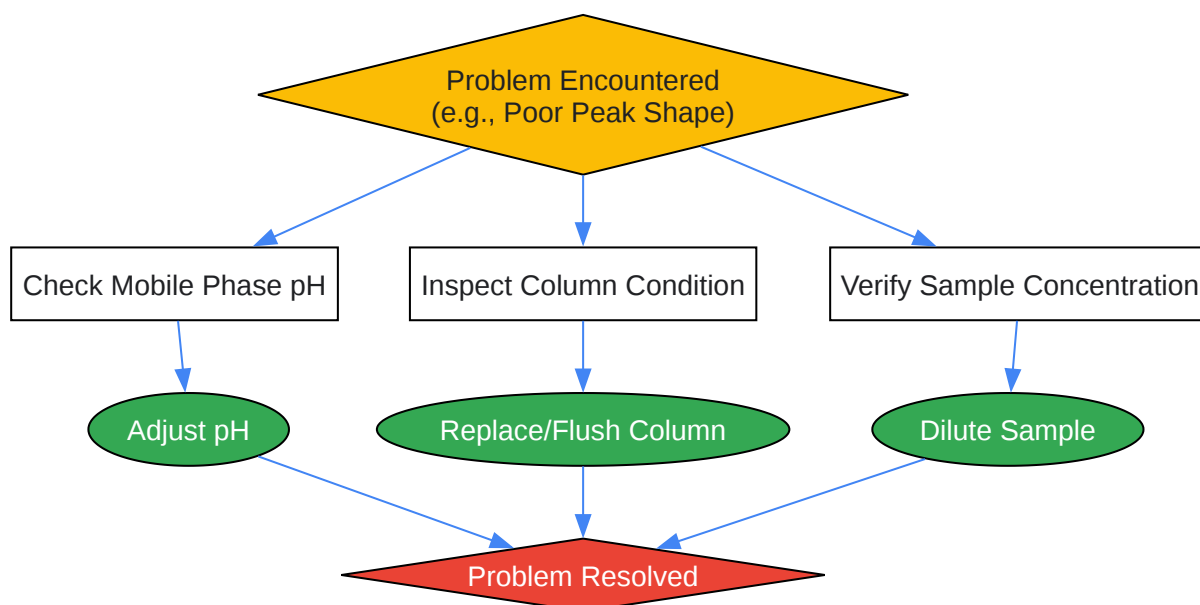 Problem Encountered
(e.g., Poor Peak Shape)
Check Mobile Phase pH
Inspect Column Condition
Verify Sample Concentration
Adjust pH
Replace/Flush Column
Dilute Sample
Problem Resolved